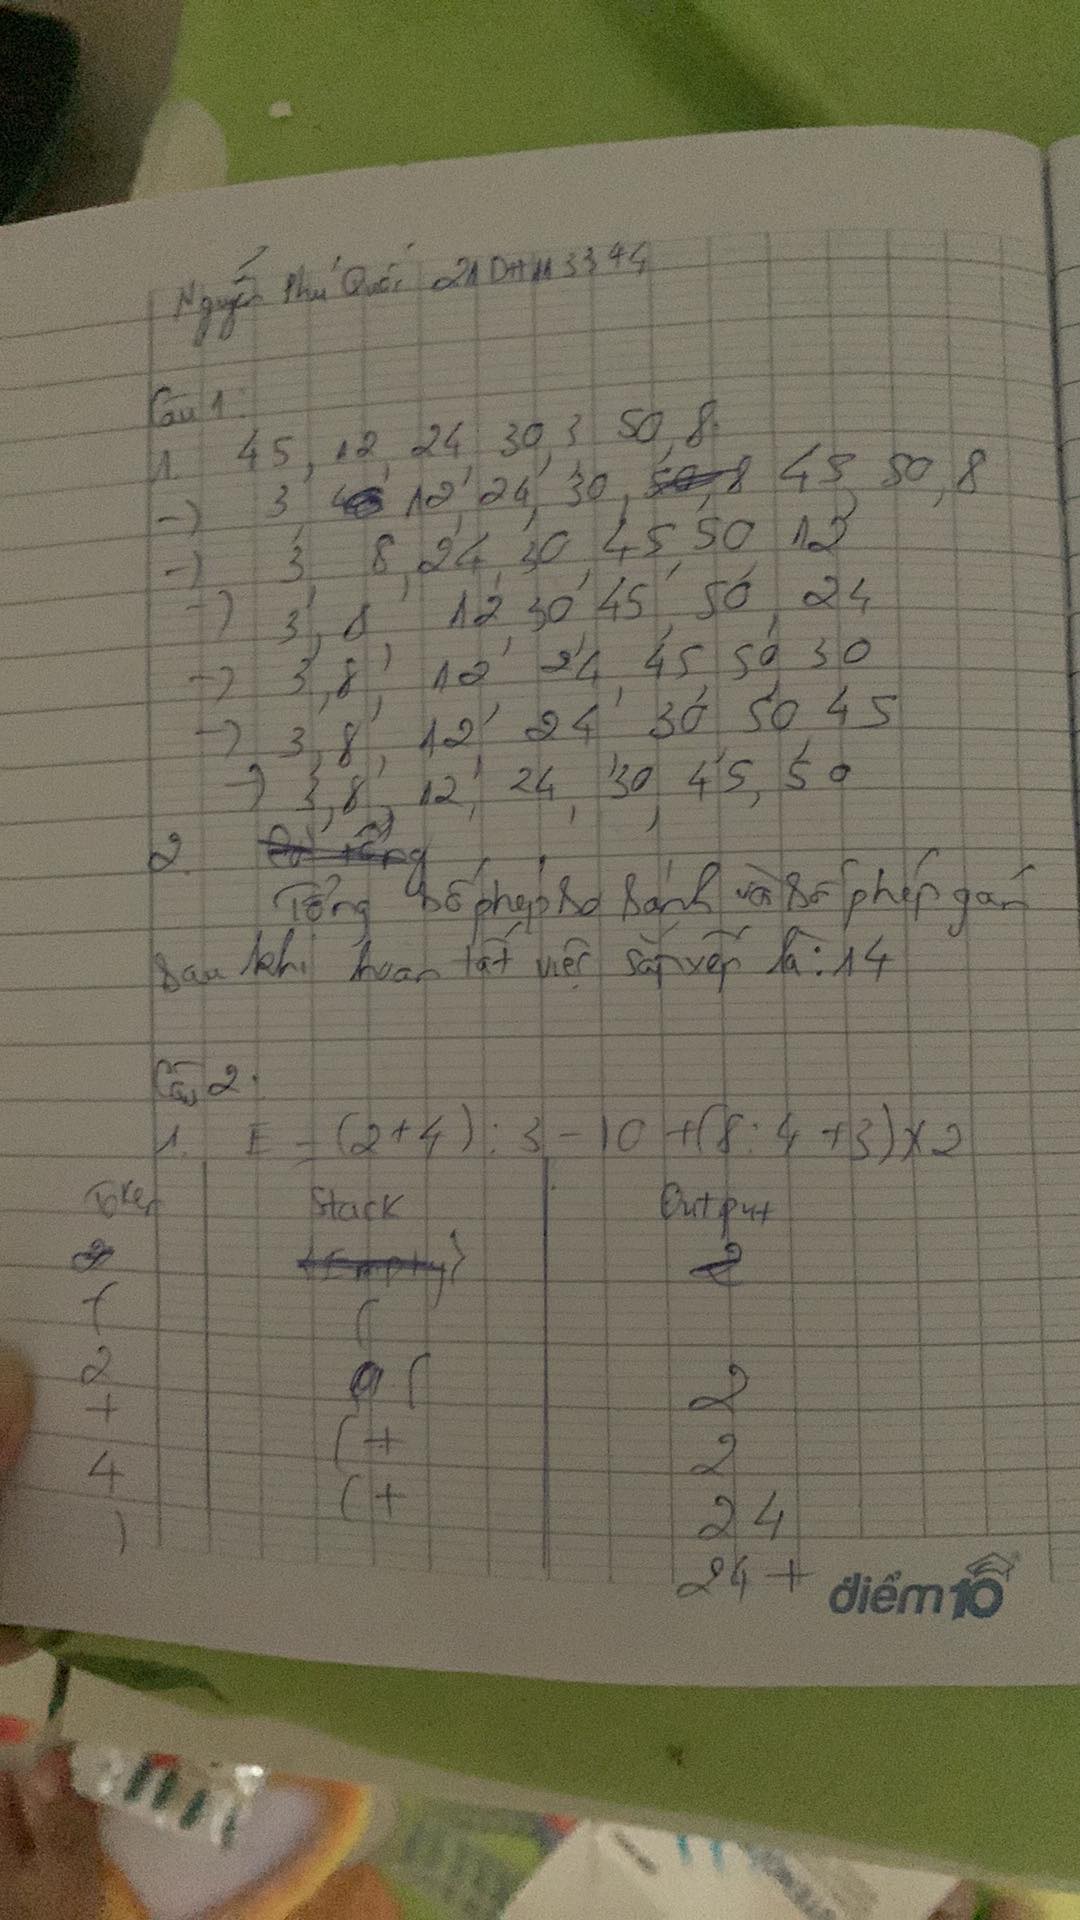 Nguyễn Phú Quốc 21DH113344
Câu 1:
1. 45, 12, 24, 30, 3, 50, 8.
-) 3, 12, 24, 30, 45, 50, 8
-) 3, 8, 24, 30, 45, 50 12
-) 3, 8, 12 30 45, 50, 24
-) 3, 8, 12, 24, 45 50 30
-) 3, 8, 12, 24, 30 50 45
-) 3, 8, 12, 24, 30, 45, 50
2.
Tổng số phép so sánh và số phép gán
sau khi hoàn tất việc sắp xếp là: 14
Câu 2:
1. E = (2+4) : 3 - 10 + (8 : 4 + 3) x 2
Token Stack Output
( (
2 ( 2
+ (+ 2
4 (+ 24
) 24+
điểm10